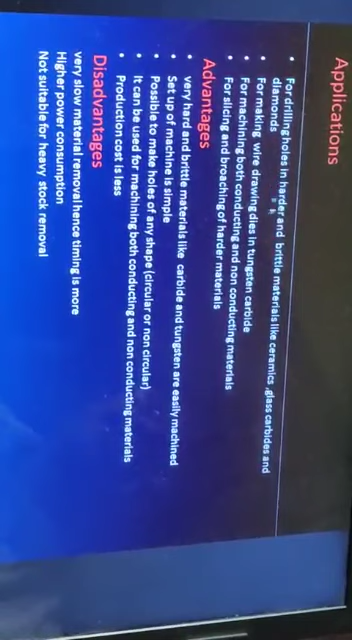 Applications
• For drilling holes in harder and brittle materials like ceramics ,glass carbides and
diamonds
• For making wire drawing dies in tungsten carbide
• For machining both conducting and non conducting materials
• For slicing and broaching of harder materials
Advantages
• very hard and brittle materials like carbide and tungsten are easily machined
• Set up of machine is simple
• Possible to make holes of any shape (circular or non circular)
• It can be used for machining both conducting and non conducting materials
• Production cost is less
Disadvantages
very slow material removal hence timing is more
Higher power consumption
Not suitable for heavy stock removal